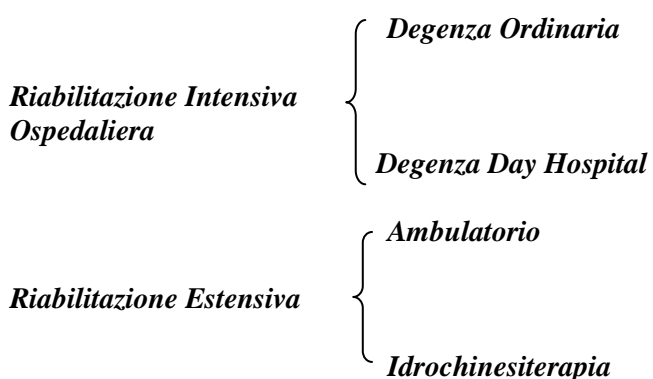 Degenza Ordinaria
Riabilitazione Intensiva
Ospedaliera
Degenza Day Hospital
Ambulatorio
Riabilitazione Estensiva
Idrochinesiterapia